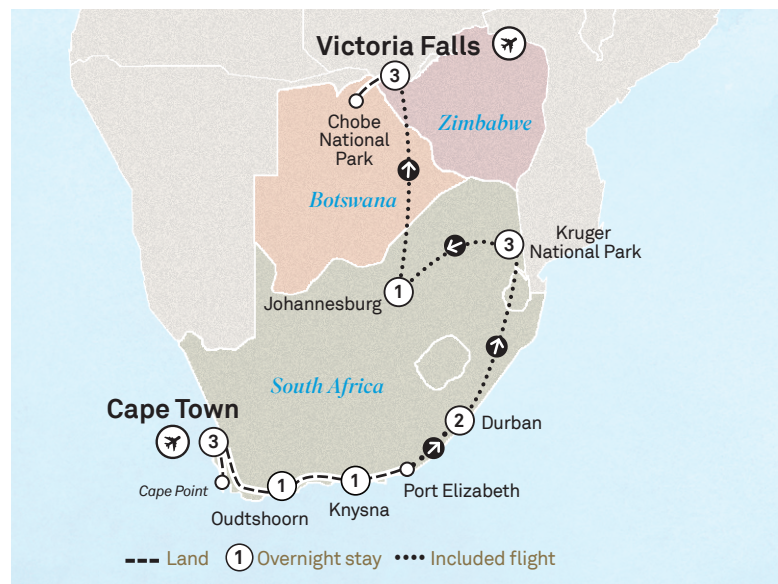 Victoria Falls
3
Chobe
National
Park
Zimbabwe
Botswana
Kruger
National Park
3
Johannesburg
1
South Africa
Cape Town
3
2
Durban
Cape Point
1
1
Port Elizabeth
Oudtshoorn
Knysna
Land
1
Overnight stay
Included flight